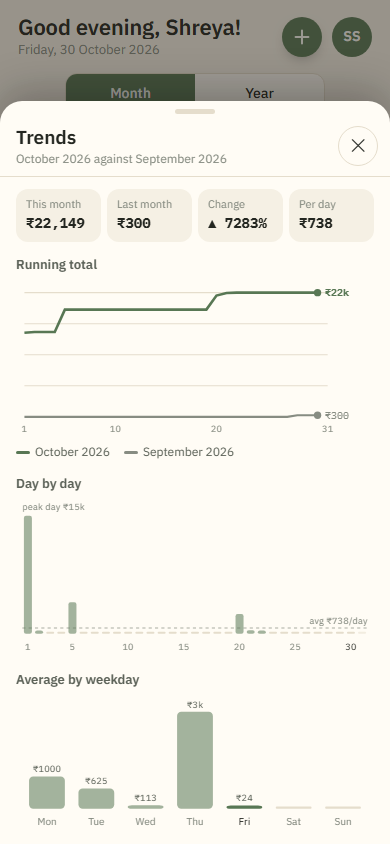 Good evening, Shreya!
Friday, 30 October 2026
SS
Month Year
Trends
October 2026 against September 2026
This month Last month Change Per day
₹22,149 ₹300 ▲ 7283% ₹738
Running total
₹22k
₹300
1 10 20 31
October 2026 September 2026
Day by day
peak day ₹15k
avg ₹738/day
1 5 10 15 20 25 30
Average by weekday
₹3k
₹1000
₹625
₹113 ₹24
Mon Tue Wed Thu Fri Sat Sun